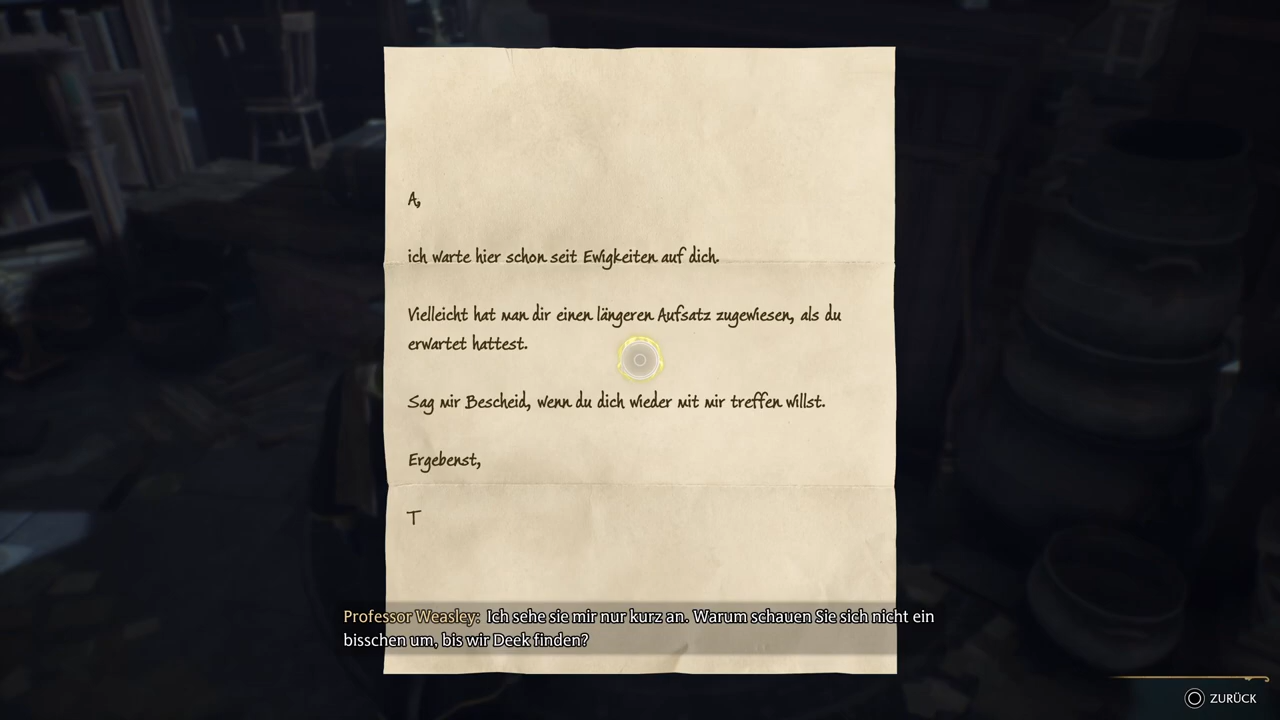 A,
ich warte hier schon seit Ewigkeiten auf dich.
Vielleicht hat man dir einen längeren Aufsatz zugewiesen, als du
erwartet hattest.
Sag mir Bescheid, wenn du dich wieder mit mir treffen willst.
Ergebenst,
T
Professor Weasley: Ich sehe sie mir nur kurz an. Warum schauen Sie sich nicht ein
bisschen um, bis wir Deek finden?
ZURÜCK